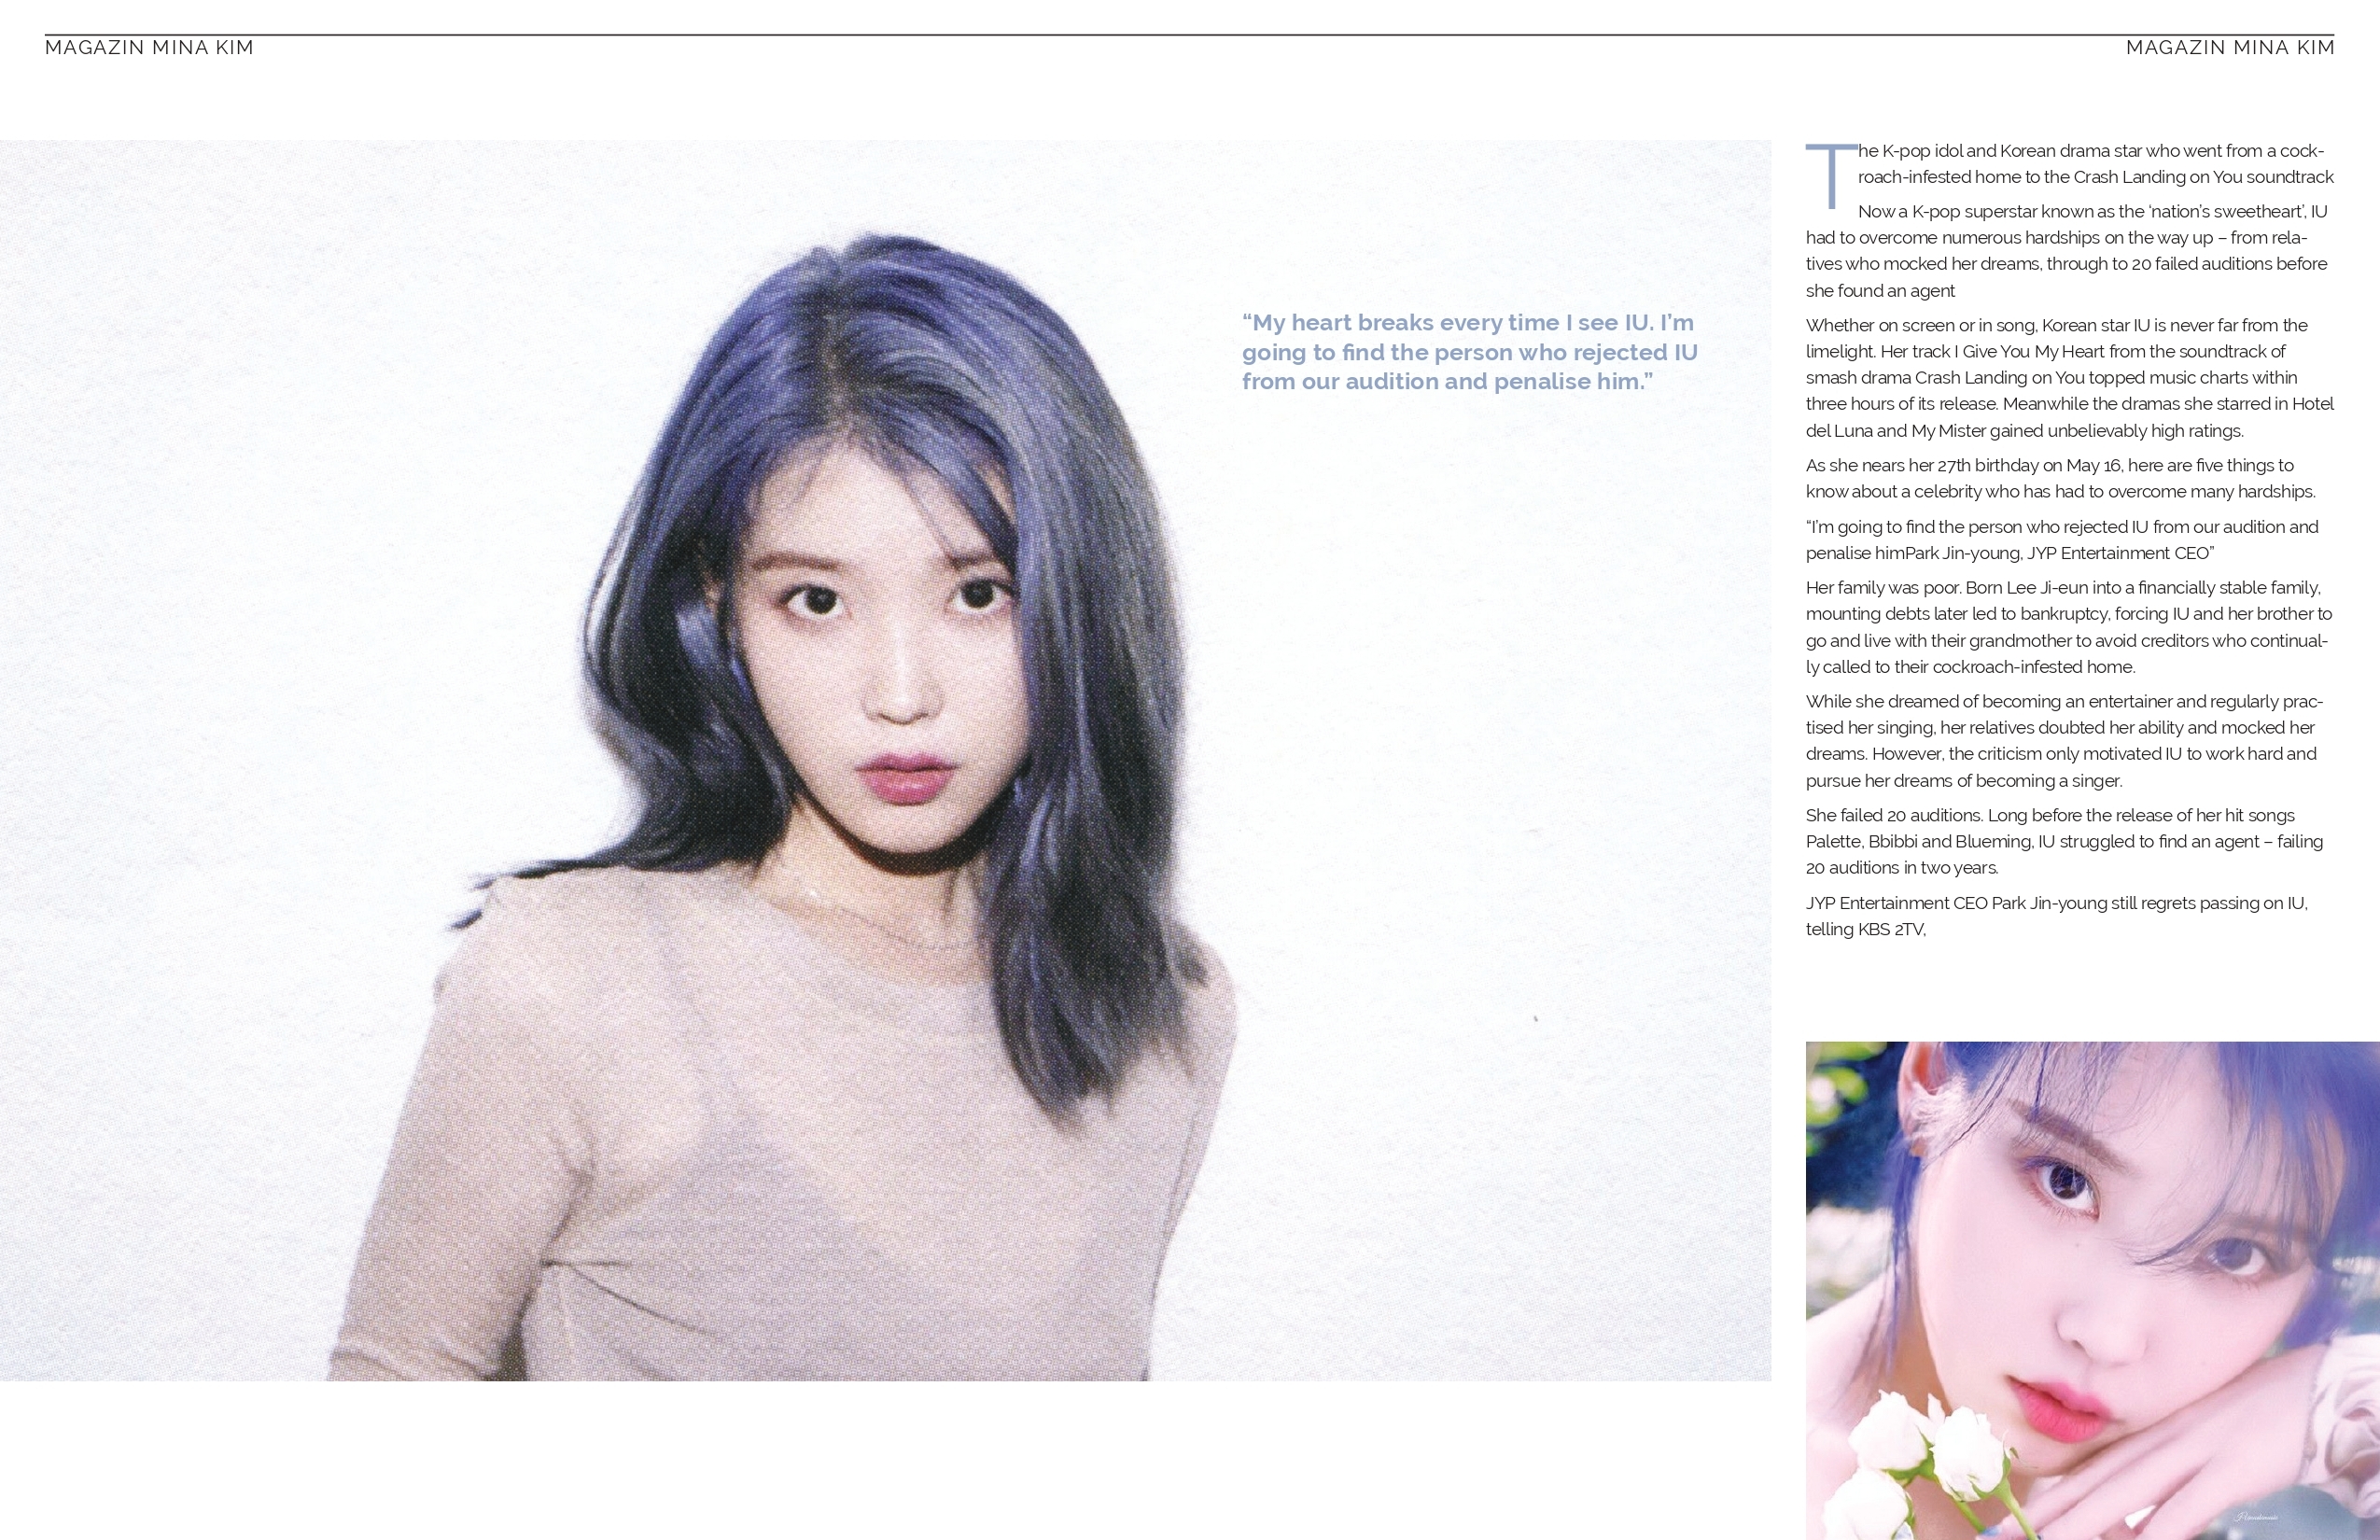 MAGAZIN MINA KIM
MAGAZIN MINA KIM
“My heart breaks every time I see IU. I’m
going to find the person who rejected IU
from our audition and penalise him.”
The K-pop idol and Korean drama star who went from a cock-
roach-infested home to the Crash Landing on You soundtrack
Now a K-pop superstar known as the ‘nation’s sweetheart’, IU
had to overcome numerous hardships on the way up – from rela-
tives who mocked her dreams, through to 20 failed auditions before
she found an agent
Whether on screen or in song, Korean star IU is never far from the
limelight. Her track I Give You My Heart from the soundtrack of
smash drama Crash Landing on You topped music charts within
three hours of its release. Meanwhile the dramas she starred in Hotel
del Luna and My Mister gained unbelievably high ratings.
As she nears her 27th birthday on May 16, here are five things to
know about a celebrity who has had to overcome many hardships.
“I’m going to find the person who rejected IU from our audition and
penalise himPark Jin-young, JYP Entertainment CEO”
Her family was poor. Born Lee Ji-eun into a financially stable family,
mounting debts later led to bankruptcy, forcing IU and her brother to
go and live with their grandmother to avoid creditors who continual-
ly called to their cockroach-infested home.
While she dreamed of becoming an entertainer and regularly prac-
tised her singing, her relatives doubted her ability and mocked her
dreams. However, the criticism only motivated IU to work hard and
pursue her dreams of becoming a singer.
She failed 20 auditions. Long before the release of her hit songs
Palette, Bbibbi and Blueming, IU struggled to find an agent – failing
20 auditions in two years.
JYP Entertainment CEO Park Jin-young still regrets passing on IU,
telling KBS 2TV,